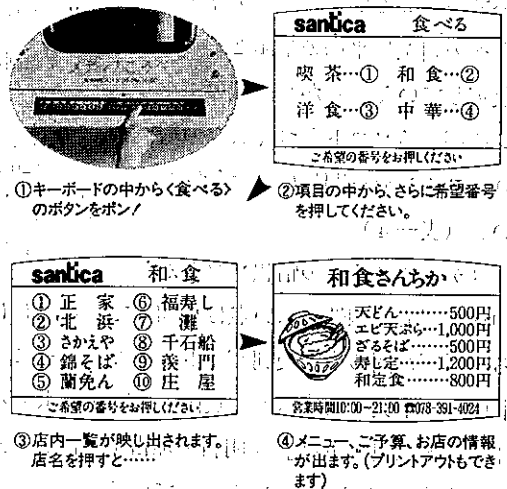 ①キーボードの中から〈食べる〉
のボタンをポン!
santica 食べる
喫茶…① 和食…②
洋食…③ 中華…④
ご希望の番号をお押しください
②項目の中から、さらに希望番号
を押してください。
santica 和食
① 正家 ⑥ 福寿し
② 北浜 ⑦ 灘
③ さかえや ⑧ 千石船
④ 錦そば ⑨ 羨門
⑤ 蘭免ん ⑩ 庄屋
ご希望の番号をお押しください
③店内一覧が映し出されます。
店名を押すと……
和食さんちか
天どん………500円
エビ天ぷら…1,000円
ざるそば……500円
寿し定………1,200円
和定食………800円
営業時間10:00~21:00 ☎078-391-4024
④メニュー、ご予算、お店の情報
が出ます。(プリントアウトもでき
ます)